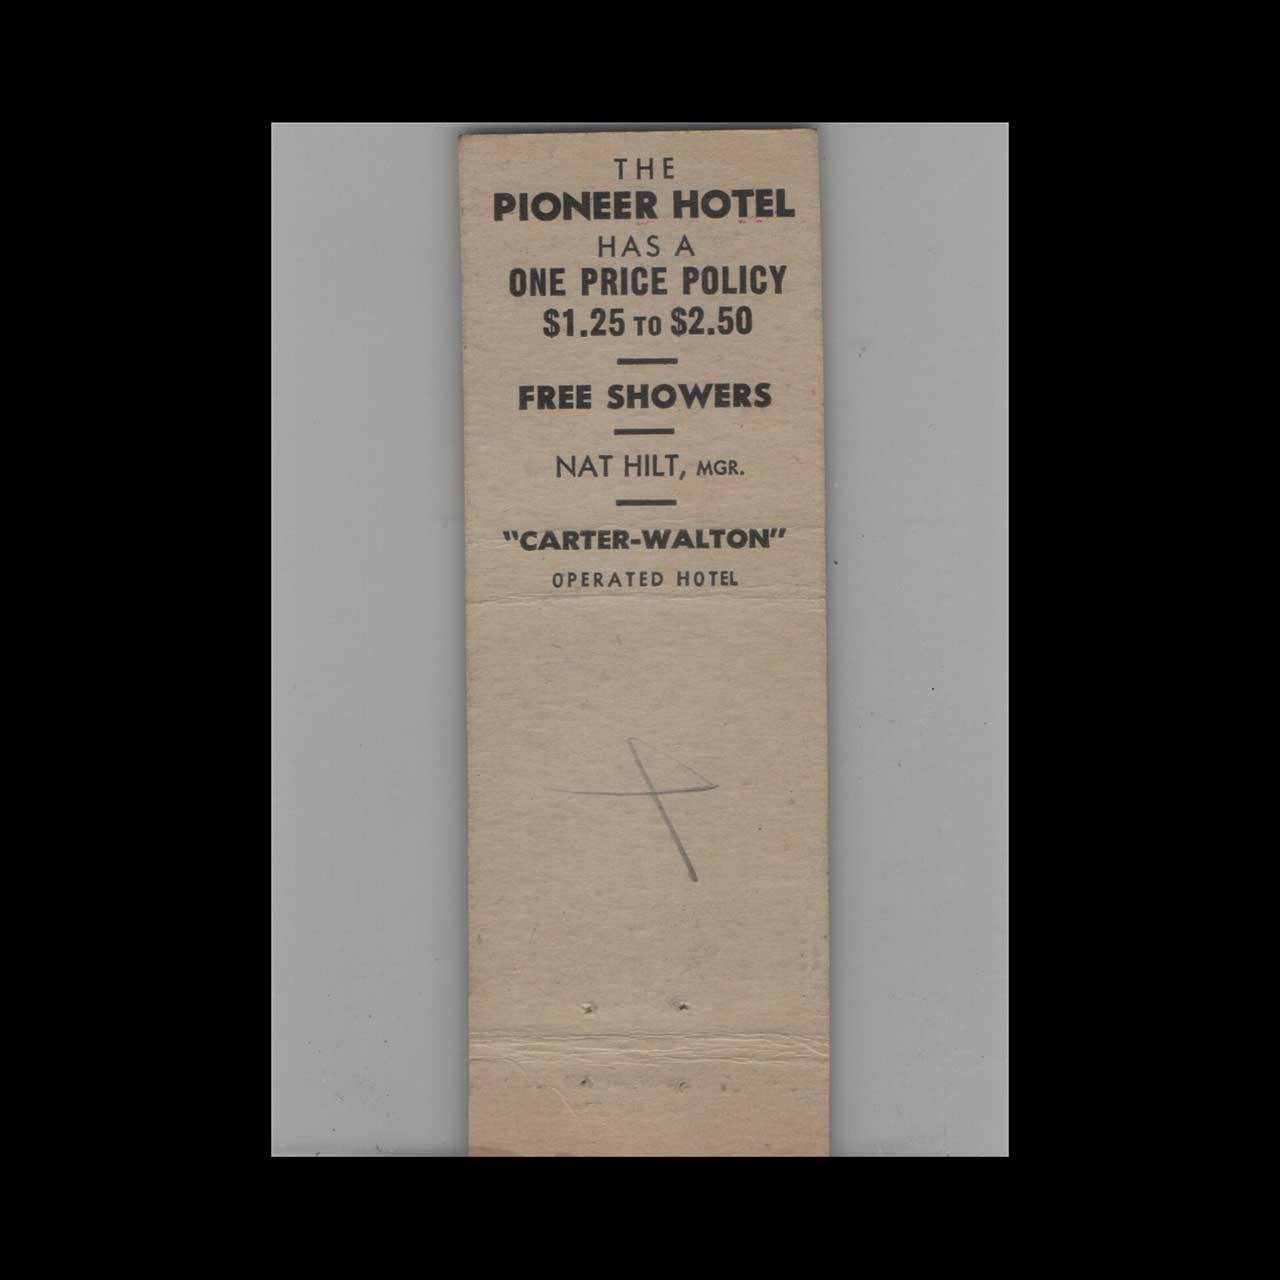 THE
PIONEER HOTEL
HAS A
ONE PRICE POLICY
$1.25 TO $2.50
FREE SHOWERS
NAT HILT, MGR.
"CARTER-WALTON"
OPERATED HOTEL